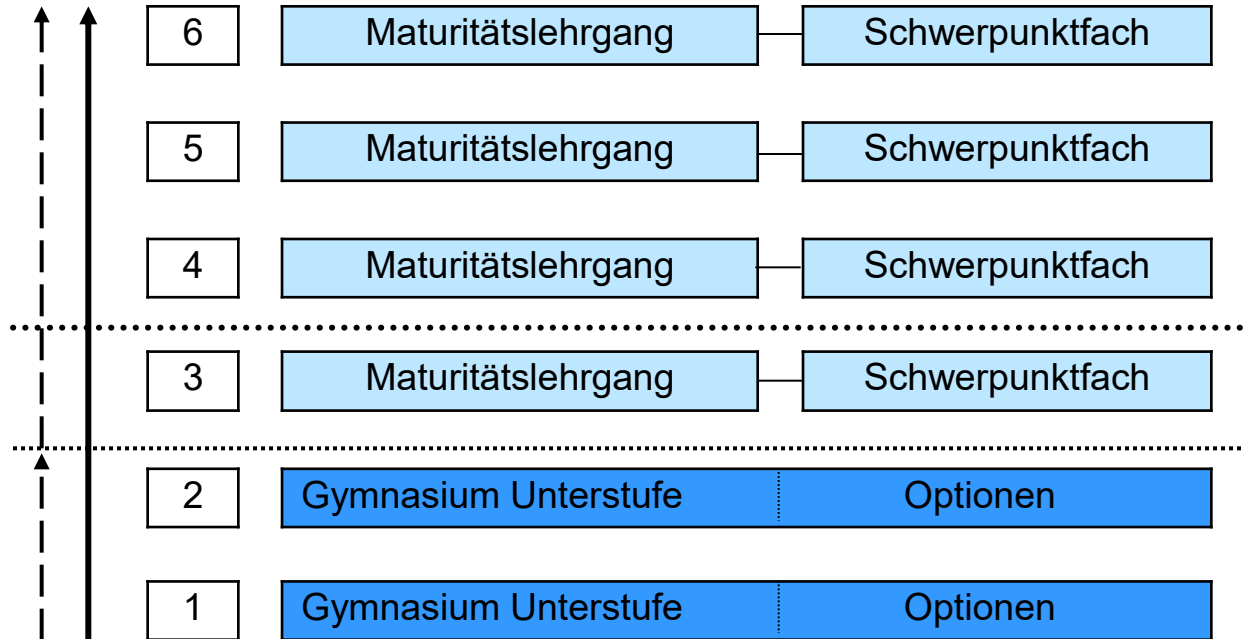 6 Maturitätslehrgang Schwerpunktfach
5 Maturitätslehrgang Schwerpunktfach
4 Maturitätslehrgang Schwerpunktfach
3 Maturitätslehrgang Schwerpunktfach
2 Gymnasium Unterstufe Optionen
1 Gymnasium Unterstufe Optionen